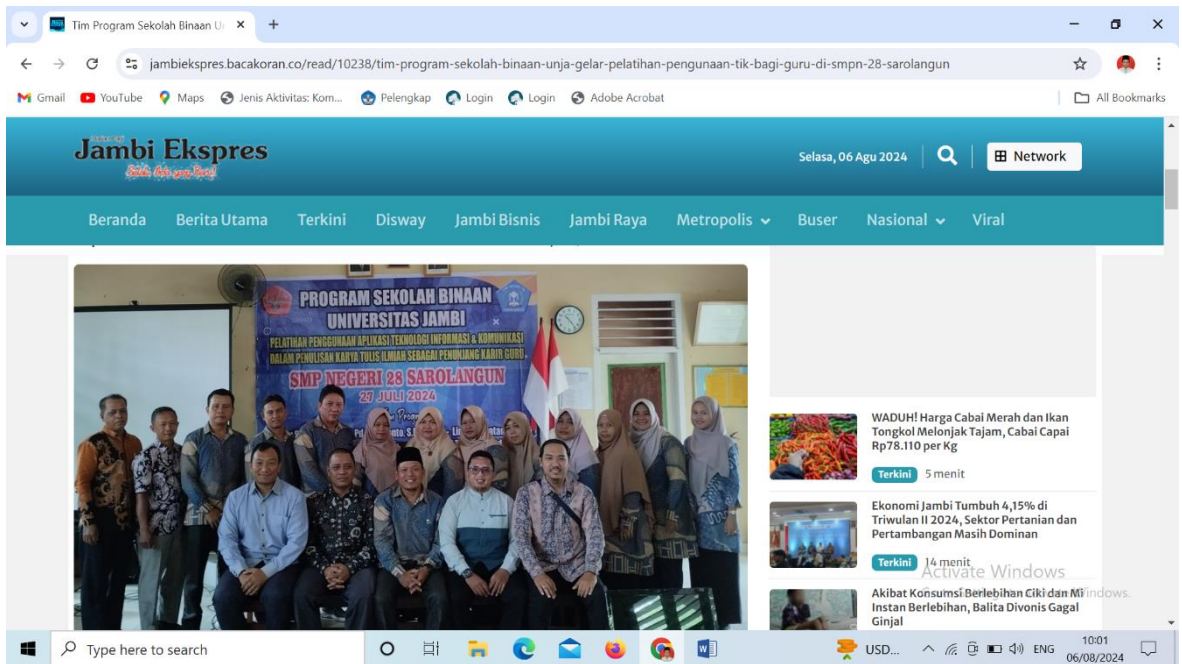 Tim Program Sekolah Binaan U
jambiekspres.bacakoran.co/read/10238/tim-program-sekolah-binaan-unja-gelar-pelatihan-pengunaan-tik-bagi-guru-di-smpn-28-sarolangun
Gmail YouTube Maps Jenis Aktivitas: Kom... Pelengkap Login Login Adobe Acrobat All Bookmarks
Jambi Ekspres
Selasa, 06 Agu 2024 Network
Beranda Berita Utama Terkini Disway Jambi Bisnis Jambi Raya Metropolis Buser Nasional Viral
PROGRAM SEKOLAH BINAAN
UNIVERSITAS JAMBI
PELATIHAN PENGGUNAAN APLIKASI TEKNOLOGI INFORMASI & KOMUNIKASI
DALAM PENULISAN KARYA TULIS ILMIAH SEBAGAI PENUNJANG KARIR GURU
SMP NEGERI 28 SAROLANGUN
27 JULI 2024
WADUH! Harga Cabai Merah dan Ikan
Tongkol Melonjak Tajam, Cabai Capai
Rp78.110 per Kg
Terkini 5 menit
Ekonomi Jambi Tumbuh 4,15% di
Triwulan II 2024, Sektor Pertanian dan
Pertambangan Masih Dominan
Terkini 14 menit
Activate Windows
Akibat Konsumsi Berlebihan Ciki dan Mi
Instan Berlebihan, Balita Divonis Gagal
Ginjal
Type here to search
USD... ENG
10:01
06/08/2024